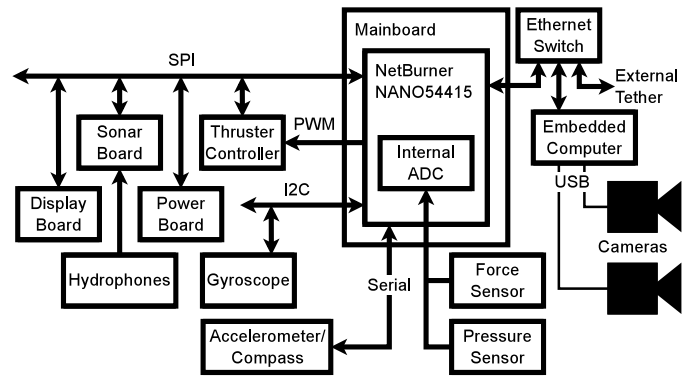 Mainboard
Ethernet
Switch
SPI
NetBurner
NANO54415
External
Tether
Sonar
Board
Thruster
Controller
PWM
Embedded
Computer
Internal
ADC
USB
Display
Board
Power
Board
I2C
Cameras
Hydrophones
Gyroscope
Serial
Force
Sensor
Accelerometer/
Compass
Pressure
Sensor